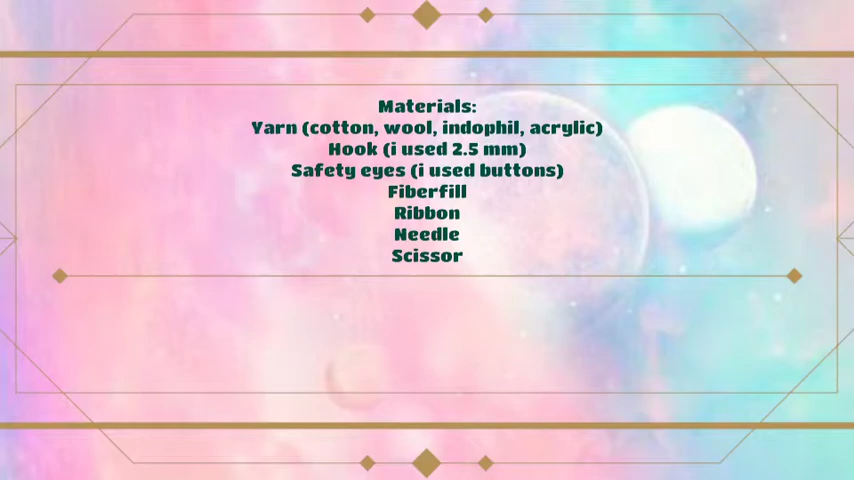 Materials:
Yarn (cotton, wool, indophil, acrylic)
Hook (i used 2.5 mm)
Safety eyes (i used buttons)
Fiberfill
Ribbon
Needle
Scissor